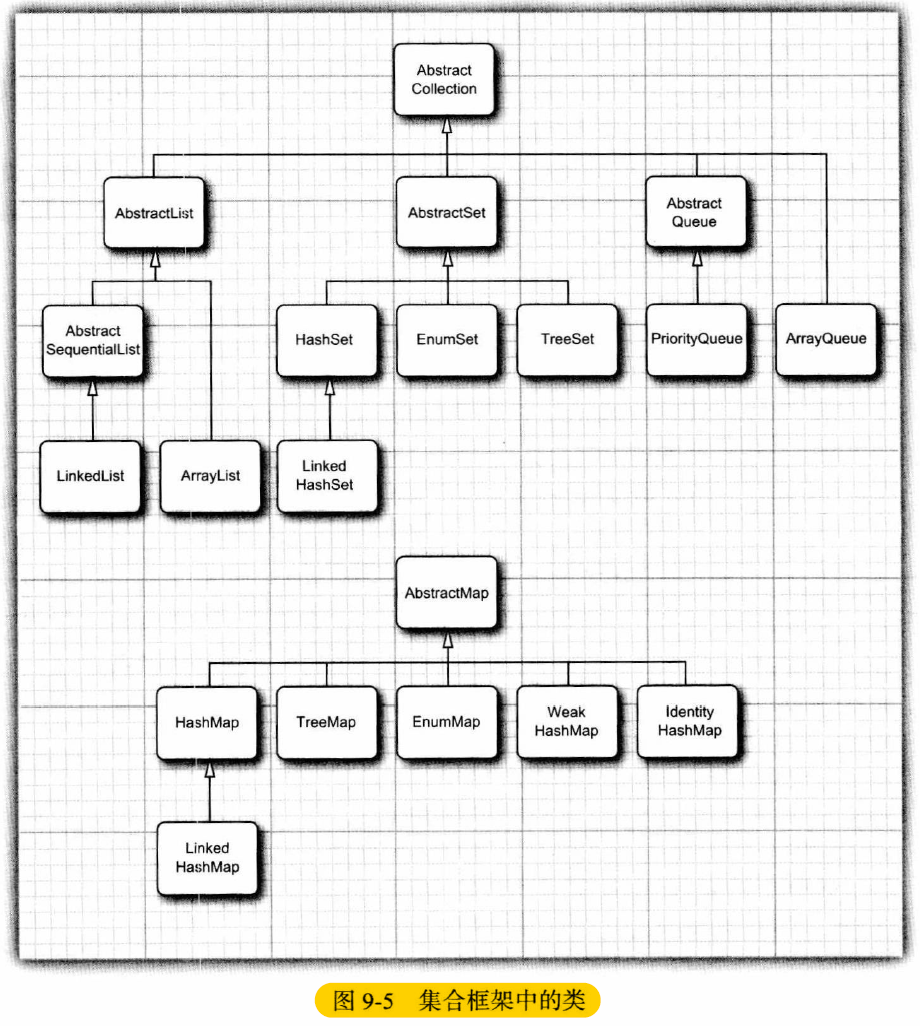 Abstract
Collection
AbstractList
AbstractSet
Abstract
Queue
Abstract
SequentialList
HashSet
EnumSet
TreeSet
PriorityQueue
ArrayQueue
LinkedList
ArrayList
Linked
HashSet
AbstractMap
HashMap
TreeMap
EnumMap
Weak
HashMap
Identity
HashMap
Linked
HashMap
图 9-5 集合框架中的类